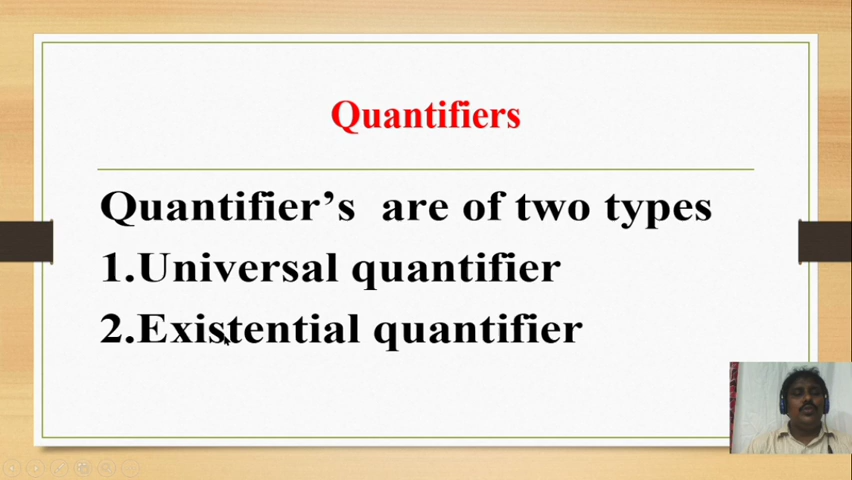 Quantifiers
Quantifier’s are of two types
1.Universal quantifier
2.Existential quantifier